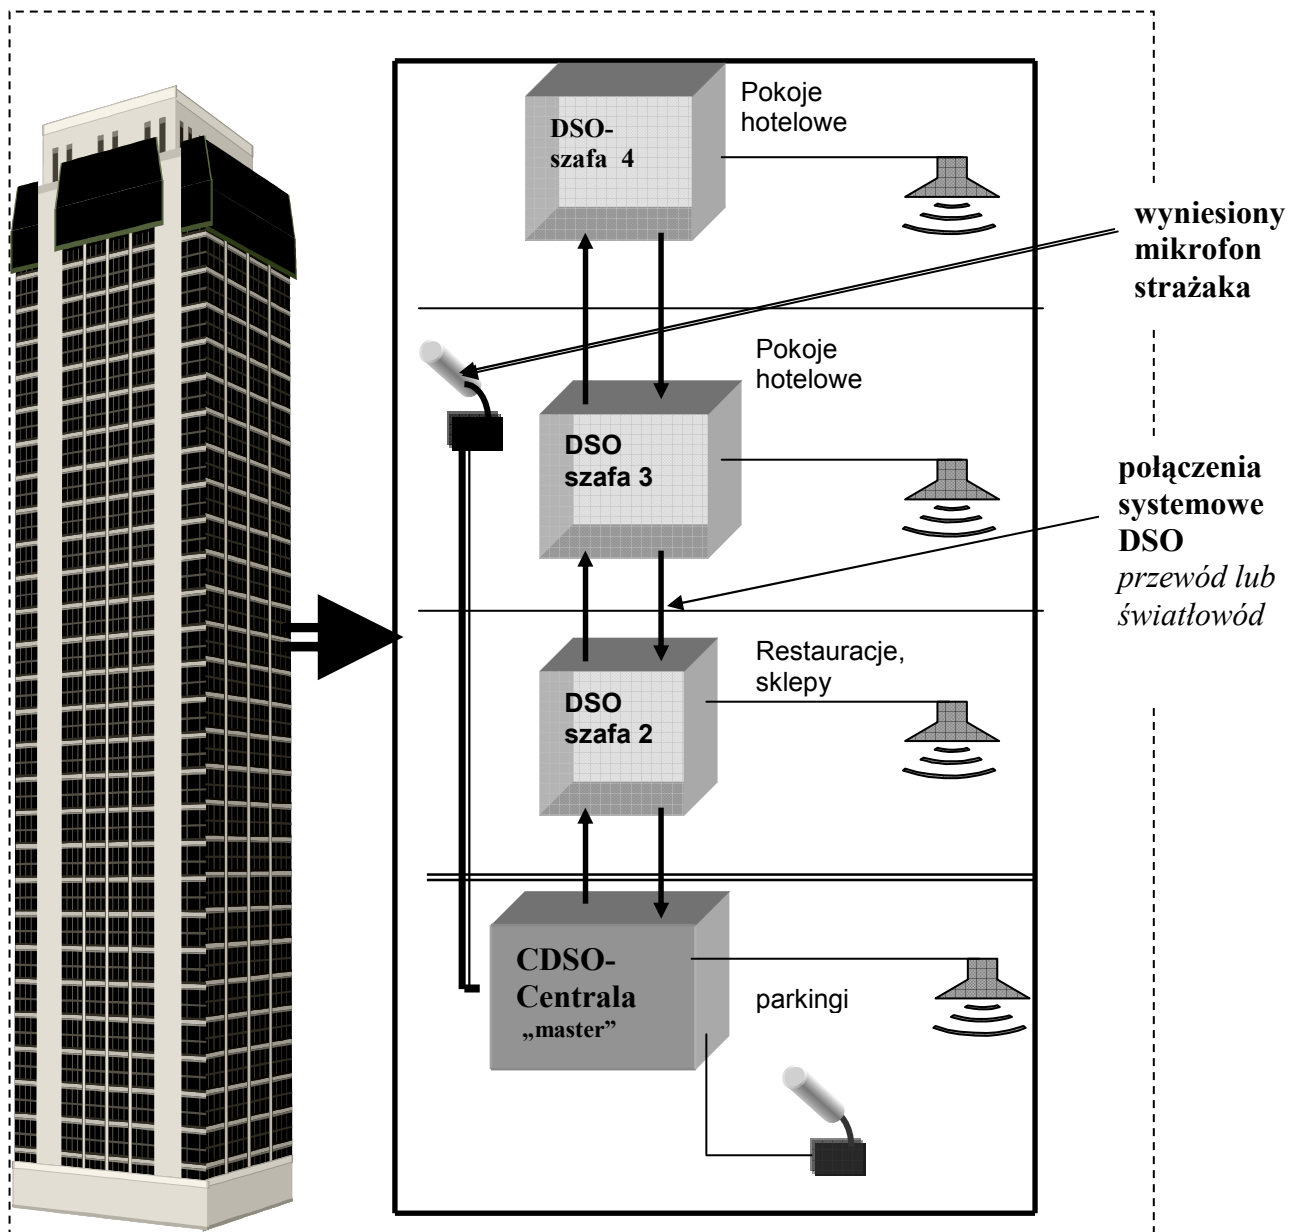 Pokoje
hotelowe
DSO-
szafa 4
wyniesiony
mikrofon
strażaka
Pokoje
hotelowe
DSO
szafa 3
połączenia
systemowe
DSO
przewód lub
światłowód
Restauracje,
sklepy
DSO
szafa 2
CDSO-
Centrala
„master”
parkingi